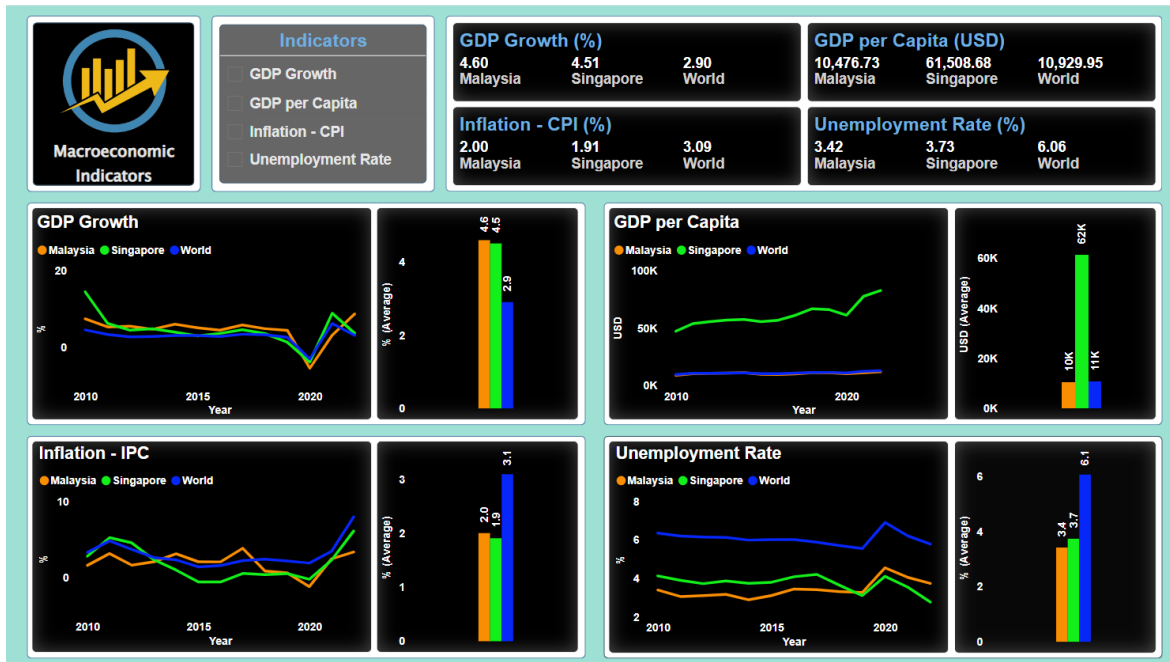 Macroeconomic
Indicators
Indicators
GDP Growth
GDP per Capita
Inflation - CPI
Unemployment Rate
GDP Growth (%)
4.60 4.51 2.90
Malaysia Singapore World
GDP per Capita (USD)
10,476.73 61,508.68 10,929.95
Malaysia Singapore World
Inflation - CPI (%)
2.00 1.91 3.09
Malaysia Singapore World
Unemployment Rate (%)
3.42 3.73 6.06
Malaysia Singapore World
GDP Growth
Malaysia Singapore World
20
0
%
2010 2015 2020
Year
% (Average)
4
2
0
4.6 4.5 2.9
GDP per Capita
Malaysia Singapore World
100K
50K
0K
USD
2010 2020
Year
USD (Average)
60K
40K
20K
0K
10K 62K 11K
Inflation - IPC
Malaysia Singapore World
10
0
%
2010 2015 2020
Year
% (Average)
3
2
1
0
2.0 1.9 3.1
Unemployment Rate
Malaysia Singapore World
8
6
4
2
%
2010 2015 2020
Year
% (Average)
6
4
2
0
3.4 3.7 6.1